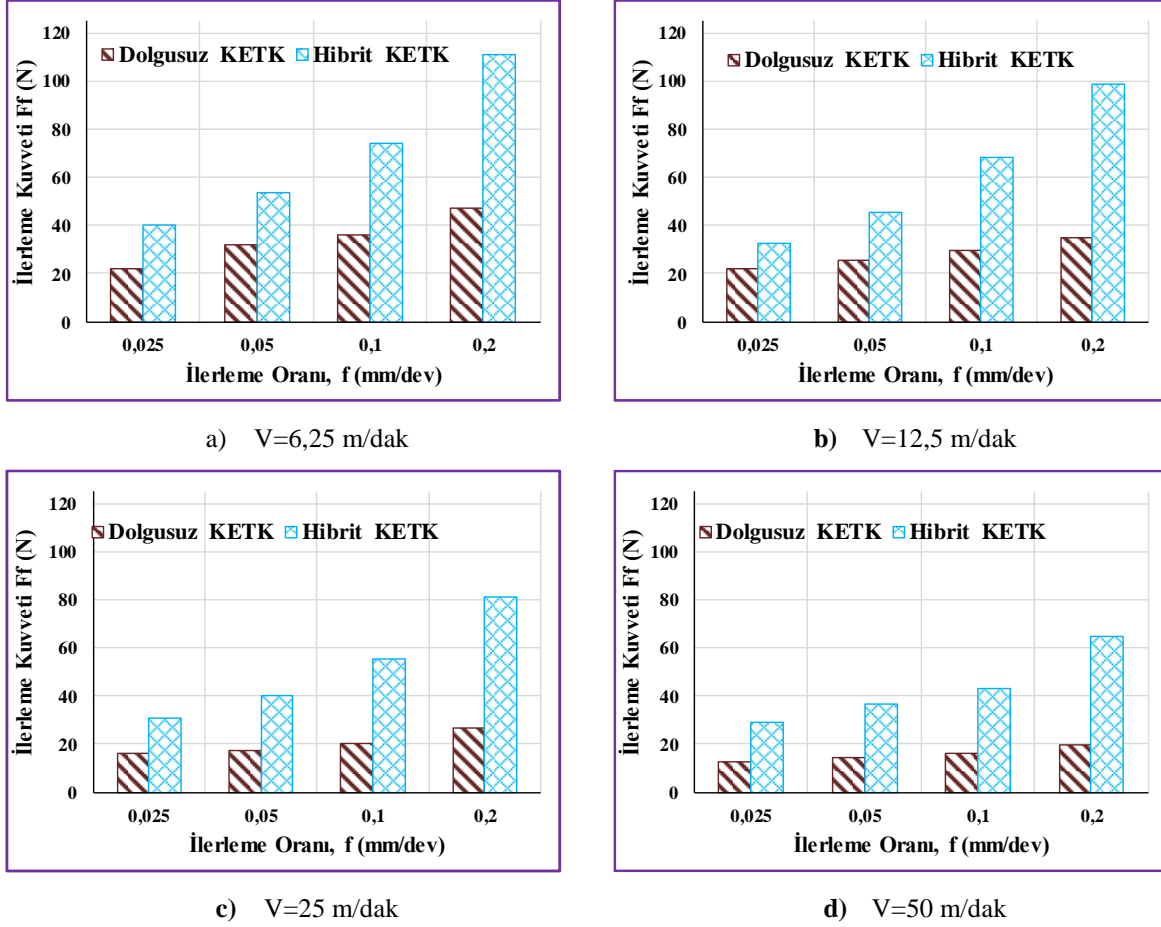 120
Dolgusuz KETK Hibrit KETK
100
80
60
40
20
0
İlerleme Kuvveti Ff (N)
0,025 0,05 0,1 0,2
İlerleme Oranı, f (mm/dev)
a) V=6,25 m/dak
120
Dolgusuz KETK Hibrit KETK
100
80
60
40
20
0
İlerleme Kuvveti Ff (N)
0,025 0,05 0,1 0,2
İlerleme Oranı, f (mm/dev)
b) V=12,5 m/dak
120
Dolgusuz KETK Hibrit KETK
100
80
60
40
20
0
İlerleme Kuvveti Ff (N)
0,025 0,05 0,1 0,2
İlerleme Oranı, f (mm/dev)
c) V=25 m/dak
120
Dolgusuz KETK Hibrit KETK
100
80
60
40
20
0
İlerleme Kuvveti Ff (N)
0,025 0,05 0,1 0,2
İlerleme Oranı, f (mm/dev)
d) V=50 m/dak